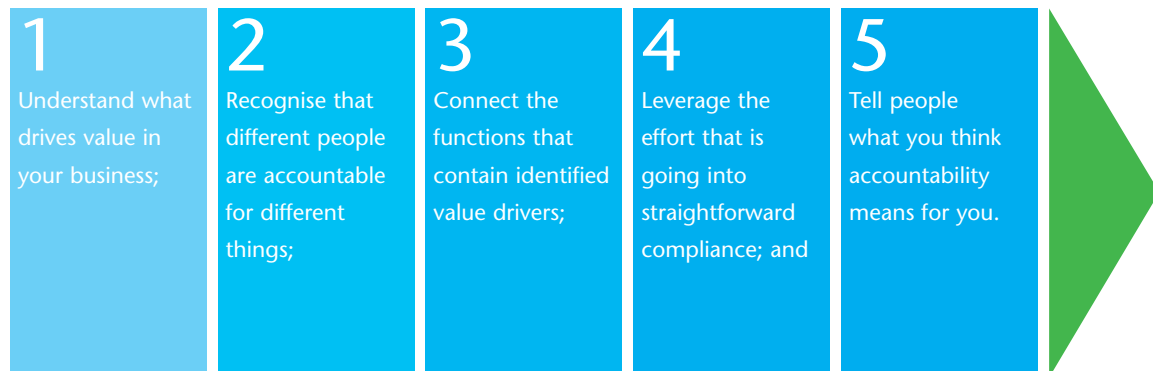 1
Understand what
drives value in
your business;
2
Recognise that
different people
are accountable
for different
things;
3
Connect the
functions that
contain identified
value drivers;
4
Leverage the
effort that is
going into
straightforward
compliance; and
5
Tell people
what you think
accountability
means for you.